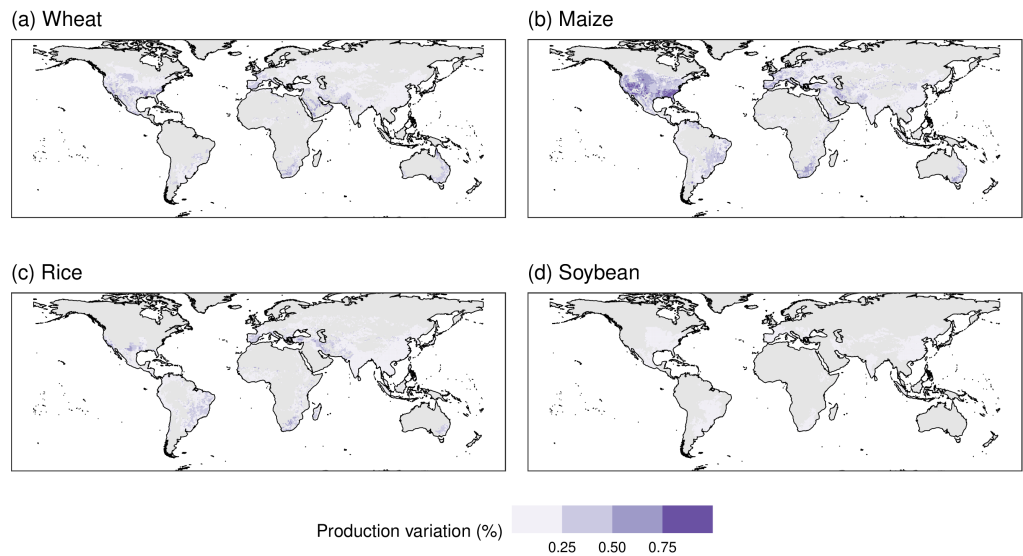 (a) Wheat
(b) Maize
(c) Rice
(d) Soybean
Production variation (%)
0.25 0.50 0.75